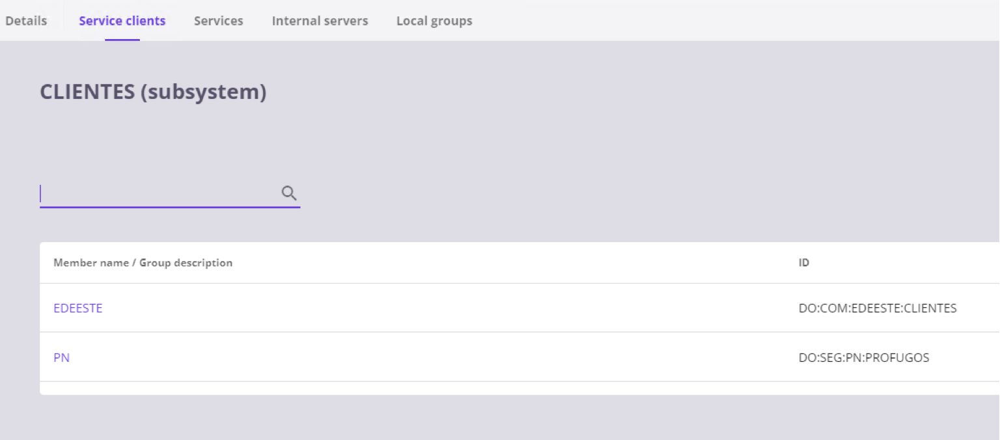 Details Service clients Services Internal servers Local groups
CLIENTES (subsystem)
Member name / Group description ID
EDEESTE DO:COM:EDEESTE:CLIENTES
PN DO:SEG:PN:PROFUGOS